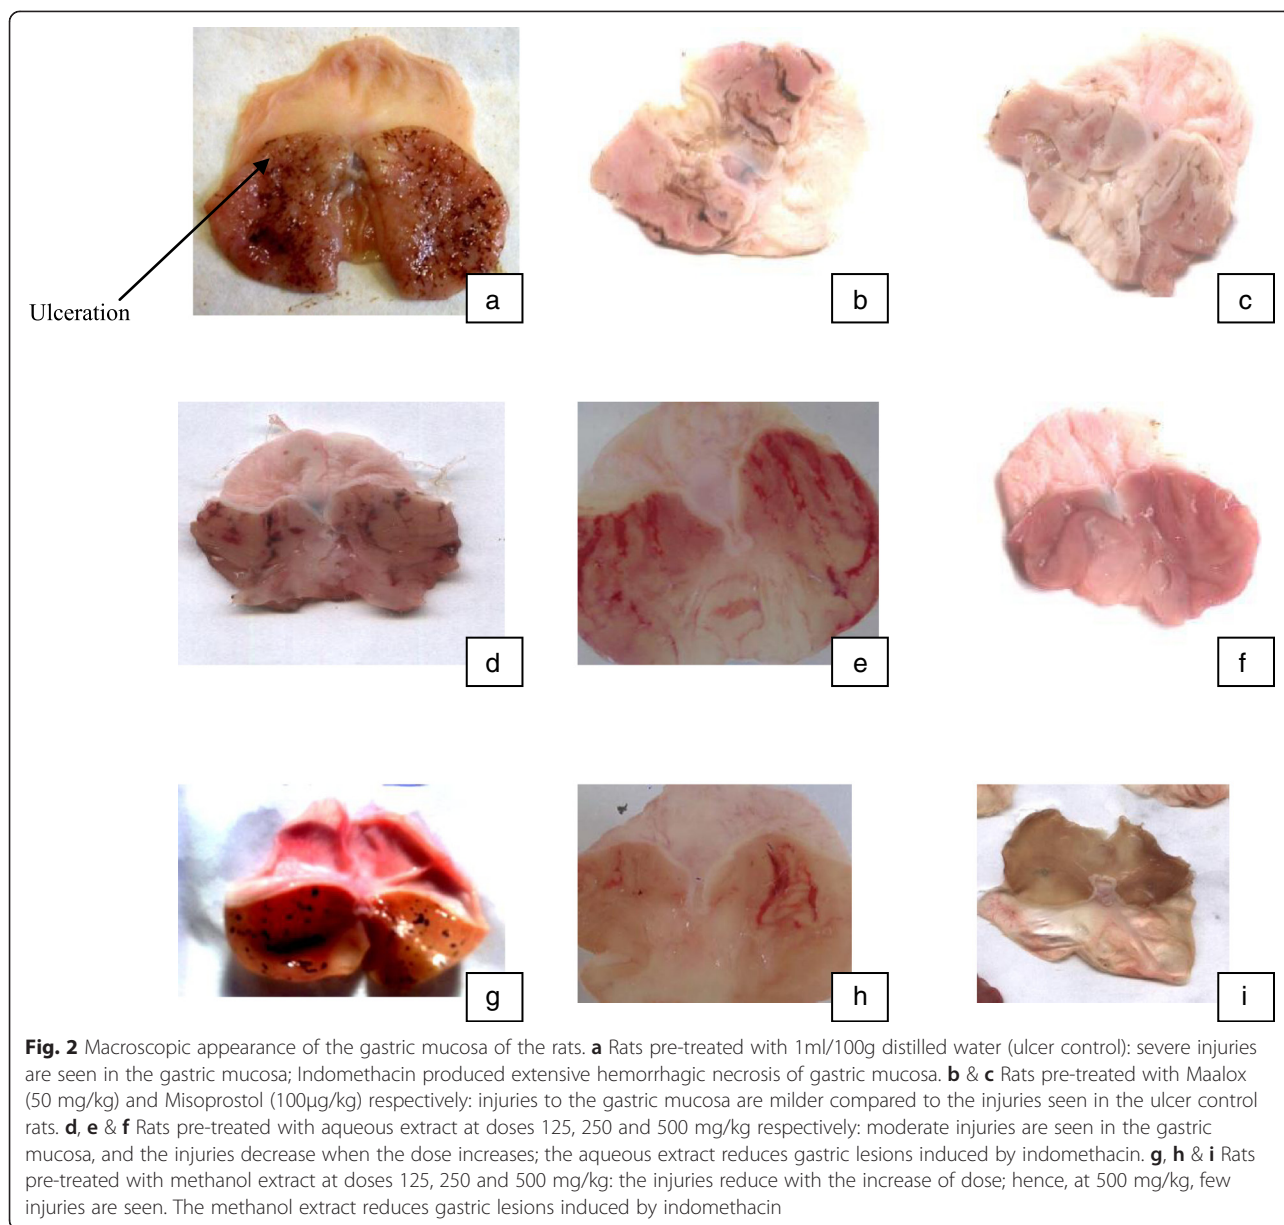 a
b
c
Ulceration
d
e
f
g
h
i
Fig. 2 Macroscopic appearance of the gastric mucosa of the rats. a Rats pre-treated with 1ml/100g distilled water (ulcer control): severe injuries
are seen in the gastric mucosa; Indomethacin produced extensive hemorrhagic necrosis of gastric mucosa. b & c Rats pre-treated with Maalox
(50 mg/kg) and Misoprostol (100μg/kg) respectively: injuries to the gastric mucosa are milder compared to the injuries seen in the ulcer control
rats. d, e & f Rats pre-treated with aqueous extract at doses 125, 250 and 500 mg/kg respectively: moderate injuries are seen in the gastric
mucosa, and the injuries decrease when the dose increases; the aqueous extract reduces gastric lesions induced by indomethacin. g, h & i Rats
pre-treated with methanol extract at doses 125, 250 and 500 mg/kg: the injuries reduce with the increase of dose; hence, at 500 mg/kg, few
injuries are seen. The methanol extract reduces gastric lesions induced by indomethacin